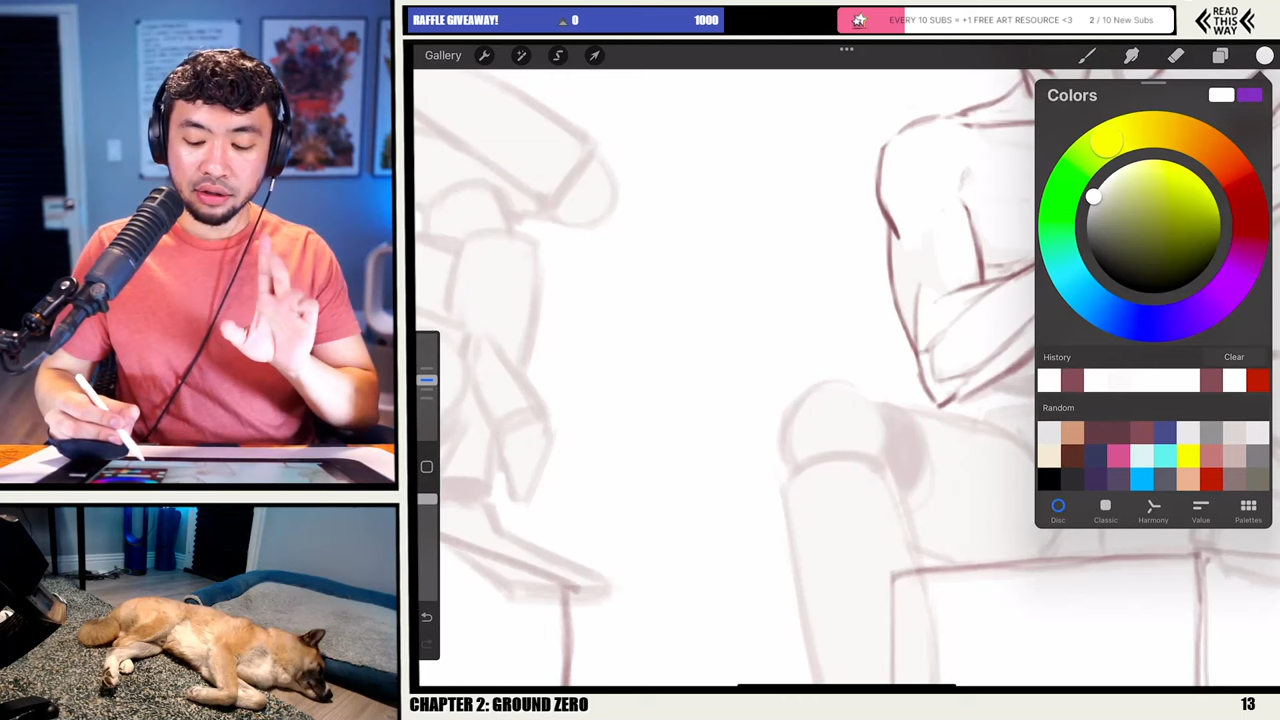 RAFFLE GIVEAWAY!
0
1000
EVERY 10 SUBS = +1 FREE ART RESOURCE <3
2 / 10 New Subs
READ
THIS
WAY
Gallery
Colors
History
Clear
Random
Disc
Classic
Harmony
Value
Palettes
CHAPTER 2: GROUND ZERO
13